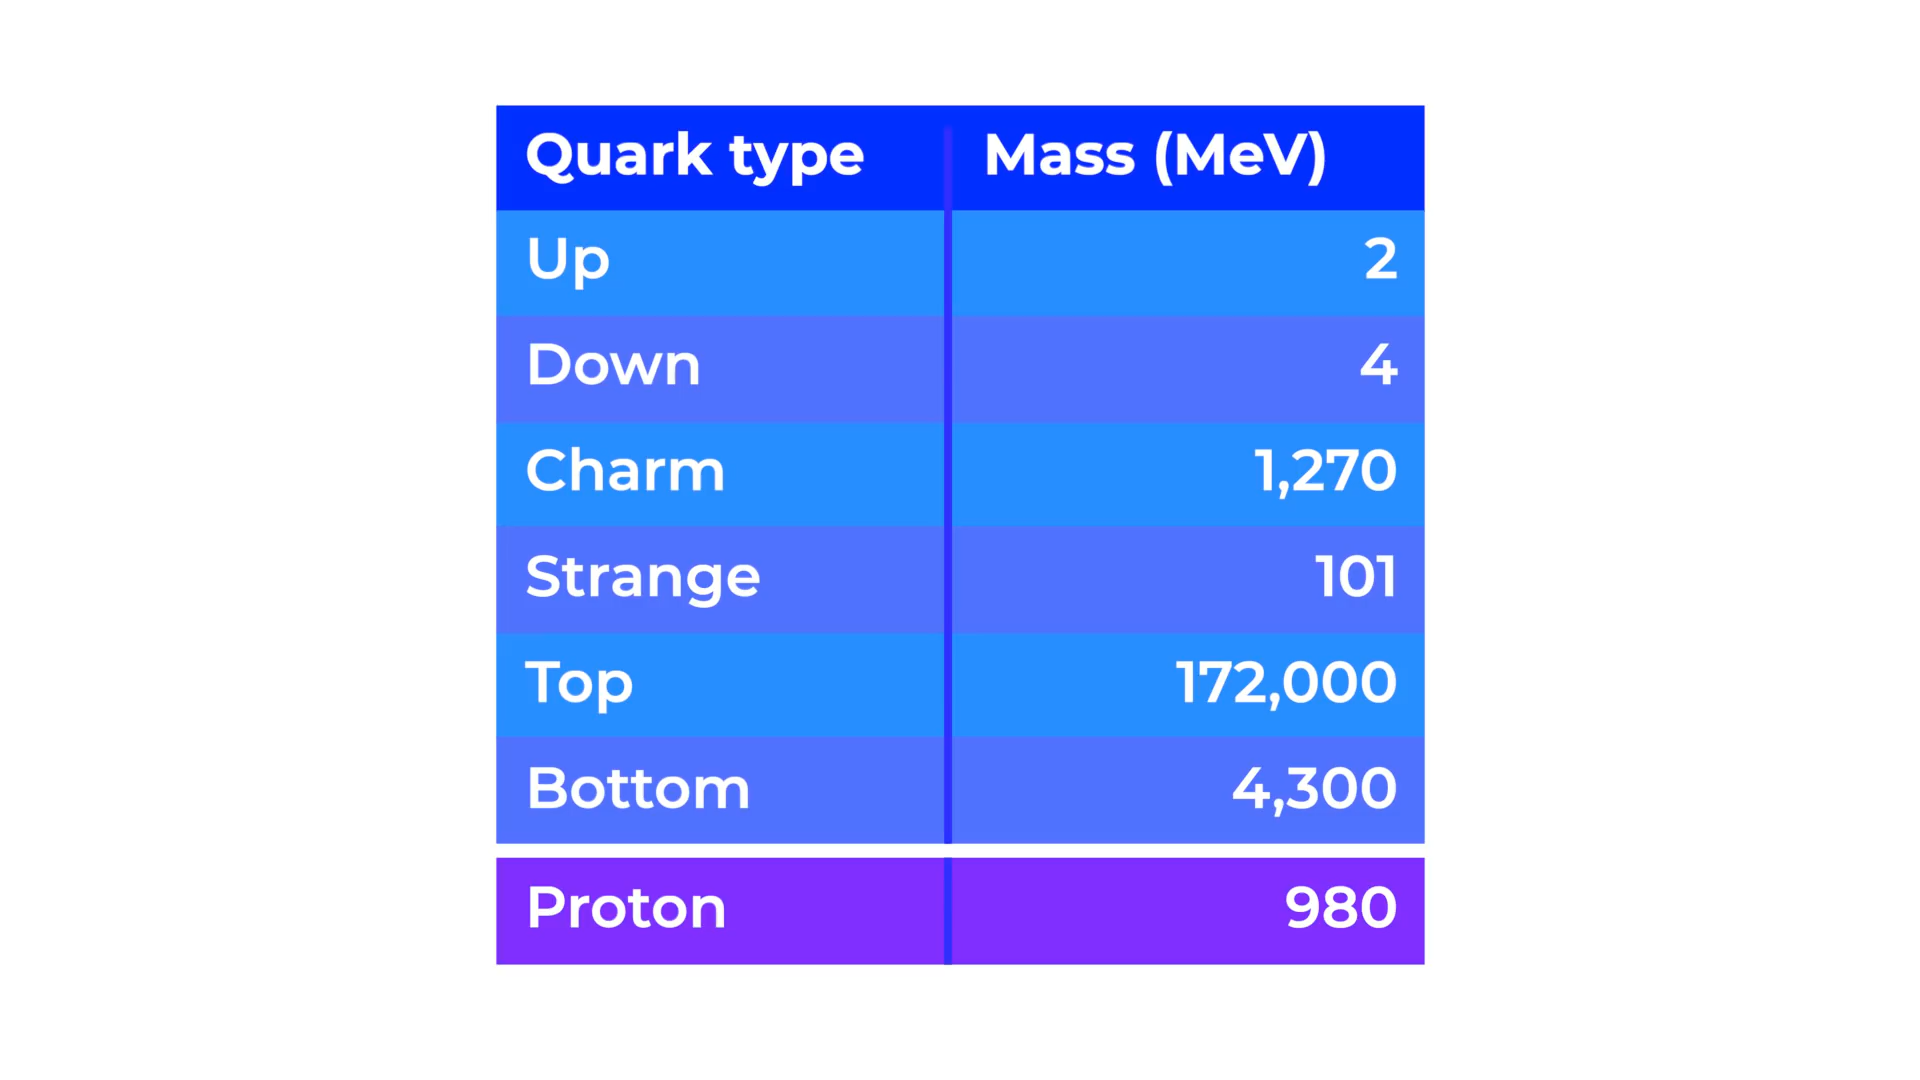 Quark type Mass (MeV)
Up 2
Down 4
Charm 1,270
Strange 101
Top 172,000
Bottom 4,300
Proton 980